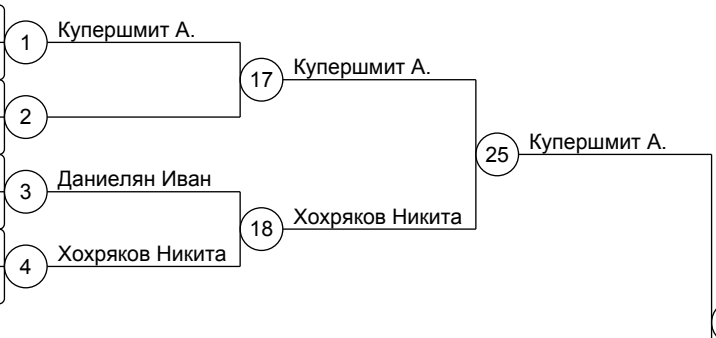 1
Купершмит А.
17
Купершмит А.
2
25
Купершмит А.
3
Даниелян Иван
18
Хохряков Никита
4
Хохряков Никита